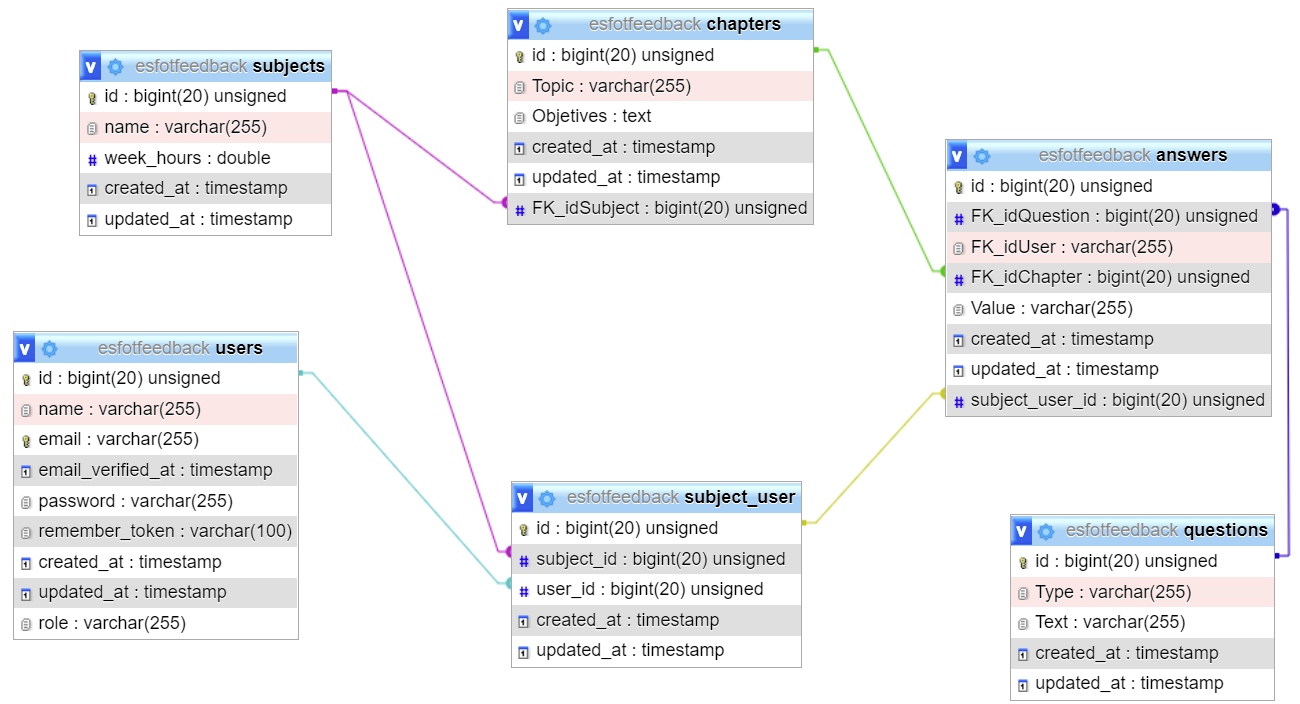 v esfotfeedback subjects
id : bigint(20) unsigned
name : varchar(255)
# week_hours : double
created_at : timestamp
updated_at : timestamp
v esfotfeedback chapters
id : bigint(20) unsigned
Topic : varchar(255)
Objetives : text
created_at : timestamp
updated_at : timestamp
# FK_idSubject : bigint(20) unsigned
v esfotfeedback answers
id : bigint(20) unsigned
# FK_idQuestion : bigint(20) unsigned
FK_idUser : varchar(255)
# FK_idChapter : bigint(20) unsigned
Value : varchar(255)
created_at : timestamp
updated_at : timestamp
# subject_user_id : bigint(20) unsigned
v esfotfeedback users
id : bigint(20) unsigned
name : varchar(255)
email : varchar(255)
email_verified_at : timestamp
password : varchar(255)
remember_token : varchar(100)
created_at : timestamp
updated_at : timestamp
role : varchar(255)
v esfotfeedback subject_user
id : bigint(20) unsigned
# subject_id : bigint(20) unsigned
# user_id : bigint(20) unsigned
created_at : timestamp
updated_at : timestamp
v esfotfeedback questions
id : bigint(20) unsigned
Type : varchar(255)
Text : varchar(255)
created_at : timestamp
updated_at : timestamp